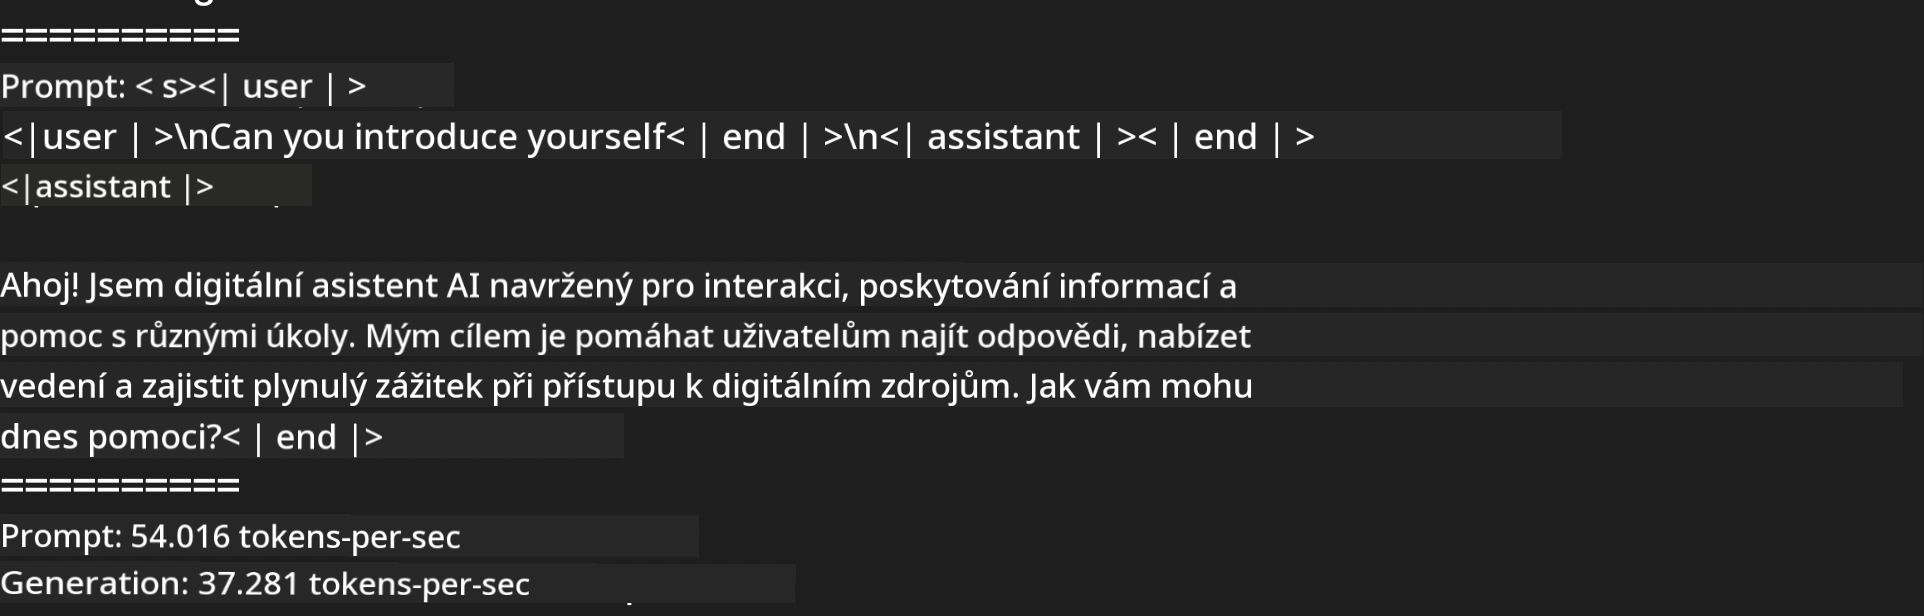 ==========
Prompt: < s><| user | >
<|user | >\nCan you introduce yourself< | end | >\n<| assistant | >< | end | >
<|assistant |>
Ahoj! Jsem digitální asistent AI navržený pro interakci, poskytování informací a
pomoc s různými úkoly. Mým cílem je pomáhat uživatelům najít odpovědi, nabízet
vedení a zajistit plynulý zážitek při přístupu k digitálním zdrojům. Jak vám mohu
dnes pomoci?< | end |>
==========
Prompt: 54.016 tokens-per-sec
Generation: 37.281 tokens-per-sec